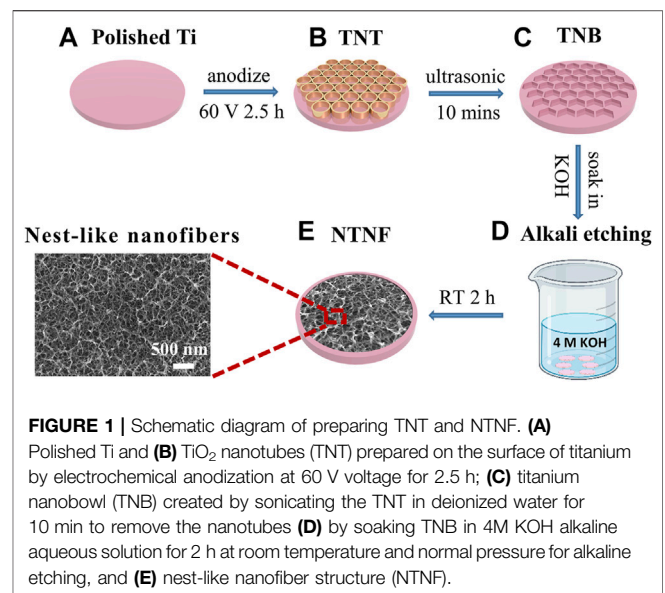 A Polished Ti
anodize
60 V 2.5 h
B TNT
ultrasonic
10 mins
C TNB
soak in
KOH
D Alkali etching
4 M KOH
RT 2 h
E NTNF
Nest-like nanofibers
500 nm
FIGURE 1 | Schematic diagram of preparing TNT and NTNF. (A)
Polished Ti and (B) TiO₂ nanotubes (TNT) prepared on the surface of titanium
by electrochemical anodization at 60 V voltage for 2.5 h; (C) titanium
nanobowl (TNB) created by sonicating the TNT in deionized water for
10 min to remove the nanotubes (D) by soaking TNB in 4M KOH alkaline
aqueous solution for 2 h at room temperature and normal pressure for alkaline
etching, and (E) nest-like nanofiber structure (NTNF).